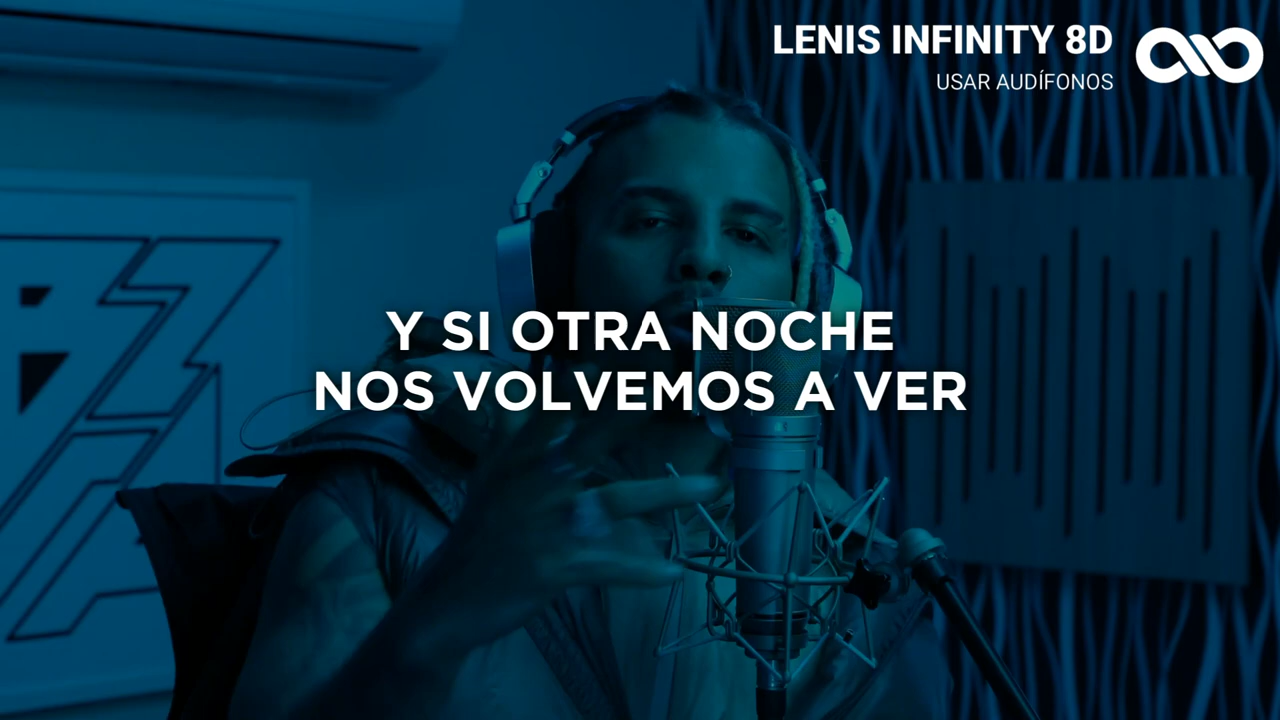 LENIS INFINITY 8D
USAR AUDÍFONOS
Y SI OTRA NOCHE
NOS VOLVEMOS A VER